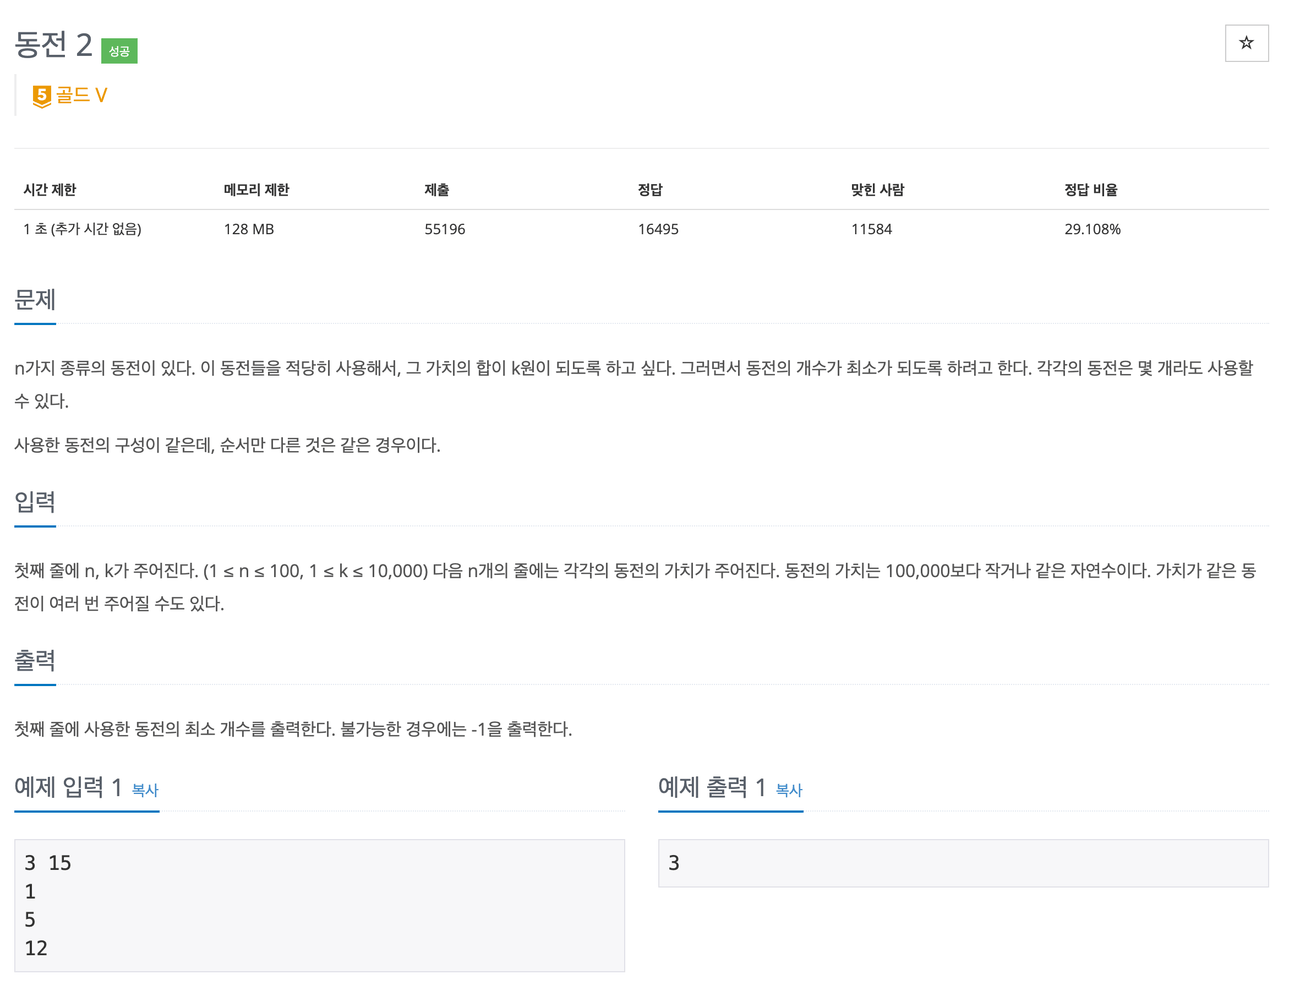 동전 2 성공
☆
5 골드 V
시간 제한 메모리 제한 제출 정답 맞힌 사람 정답 비율
1 초 (추가 시간 없음) 128 MB 55196 16495 11584 29.108%
문제
n가지 종류의 동전이 있다. 이 동전들을 적당히 사용해서, 그 가치의 합이 k원이 되도록 하고 싶다. 그러면서 동전의 개수가 최소가 되도록 하려고 한다. 각각의 동전은 몇 개라도 사용할
수 있다.
사용한 동전의 구성이 같은데, 순서만 다른 것은 같은 경우이다.
입력
첫째 줄에 n, k가 주어진다. (1 ≤ n ≤ 100, 1 ≤ k ≤ 10,000) 다음 n개의 줄에는 각각의 동전의 가치가 주어진다. 동전의 가치는 100,000보다 작거나 같은 자연수이다. 가치가 같은 동
전이 여러 번 주어질 수도 있다.
출력
첫째 줄에 사용한 동전의 최소 개수를 출력한다. 불가능한 경우에는 -1을 출력한다.
예제 입력 1 복사
3 15
1
5
12
예제 출력 1 복사
3